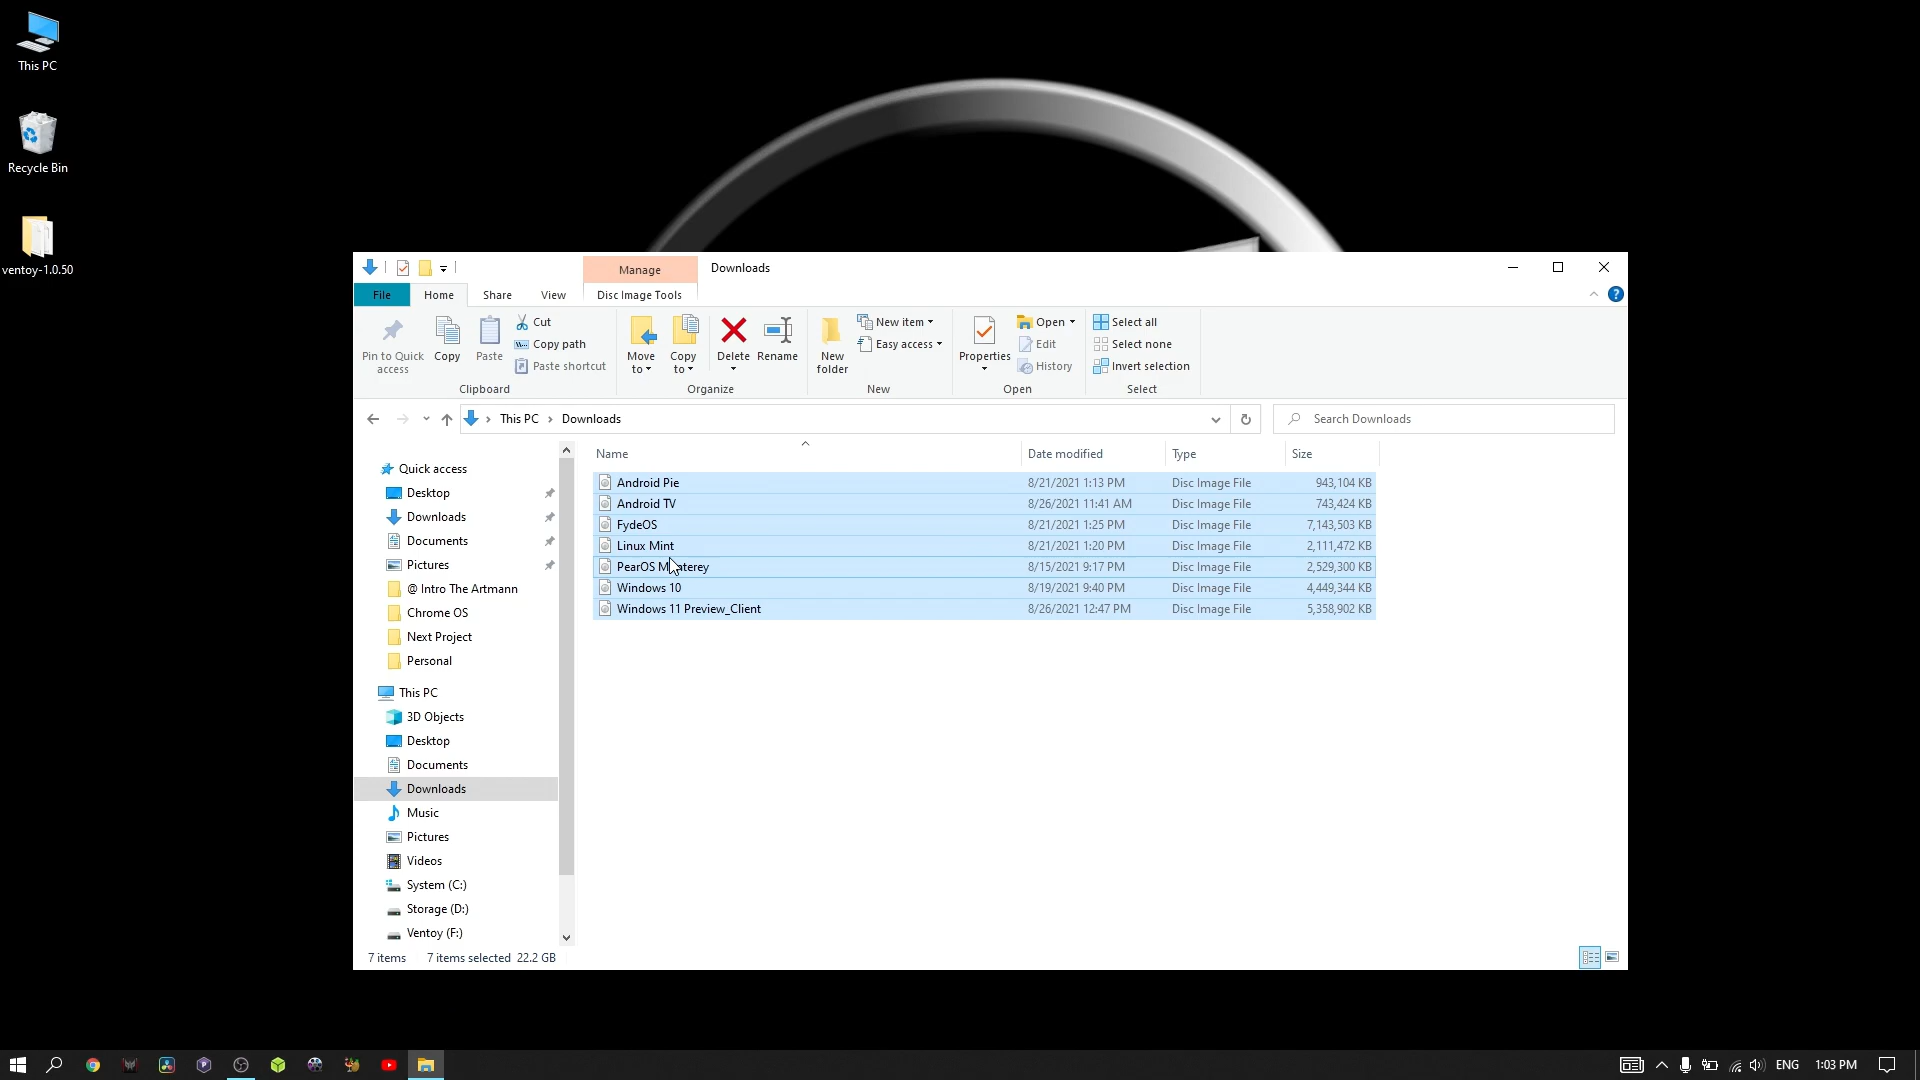 This PC
Recycle Bin
ventoy-1.0.50
Manage
Downloads
File
Home
Share
View
Disc Image Tools
Pin to Quick access
Copy
Paste
Cut
Copy path
Paste shortcut
Clipboard
Move to
Copy to
Delete
Rename
Organize
New folder
New item
Easy access
New
Properties
Open
Edit
History
Open
Select all
Select none
Invert selection
Select
This PC
Downloads
Search Downloads
Name Date modified Type Size
Android Pie 8/21/2021 1:13 PM Disc Image File 943,104 KB
Android TV 8/26/2021 11:41 AM Disc Image File 743,424 KB
FydeOS 8/21/2021 1:25 PM Disc Image File 7,143,503 KB
Linux Mint 8/21/2021 1:20 PM Disc Image File 2,111,472 KB
PearOS Monterey 8/15/2021 9:17 PM Disc Image File 2,529,300 KB
Windows 10 8/19/2021 9:40 PM Disc Image File 4,449,344 KB
Windows 11 Preview_Client 8/26/2021 12:47 PM Disc Image File 5,358,902 KB
Quick access
Desktop
Downloads
Documents
Pictures
@ Intro The Artmann
Chrome OS
Next Project
Personal
This PC
3D Objects
Desktop
Documents
Downloads
Music
Pictures
Videos
System (C:)
Storage (D:)
Ventoy (F:)
7 items 7 items selected 22.2 GB
ENG 1:03 PM